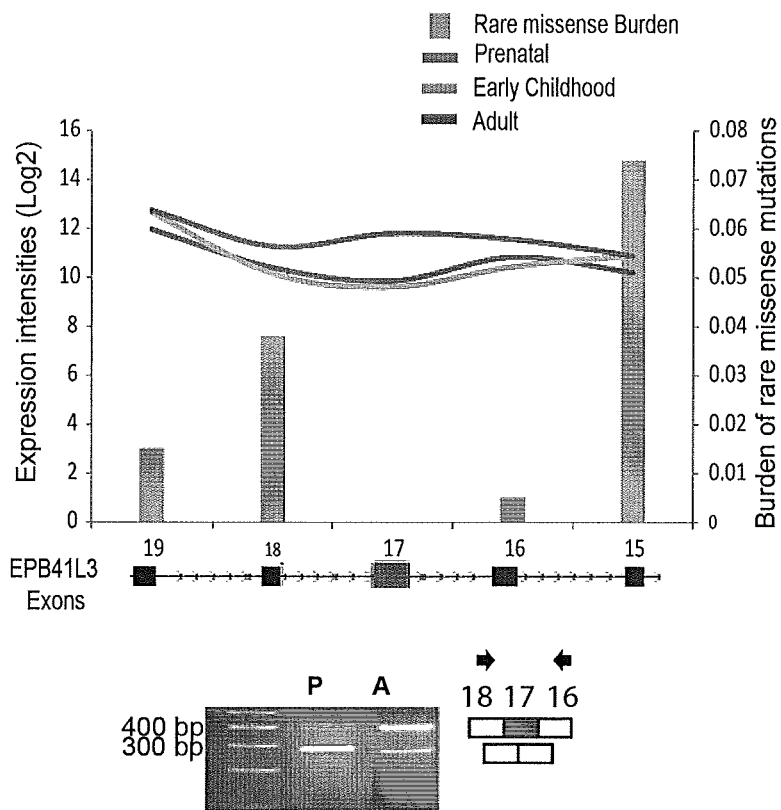 Rare missense Burden
Prenatal
Early Childhood
Adult
Expression intensities (Log2)
16
14
12
10
8
6
4
2
0
0.08
0.07
0.06
0.05
0.04
0.03
0.02
0.01
0
Burden of rare missense mutations
19 18 17 16 15
EPB41L3
Exons
P A
400 bp
300 bp
18 17 16